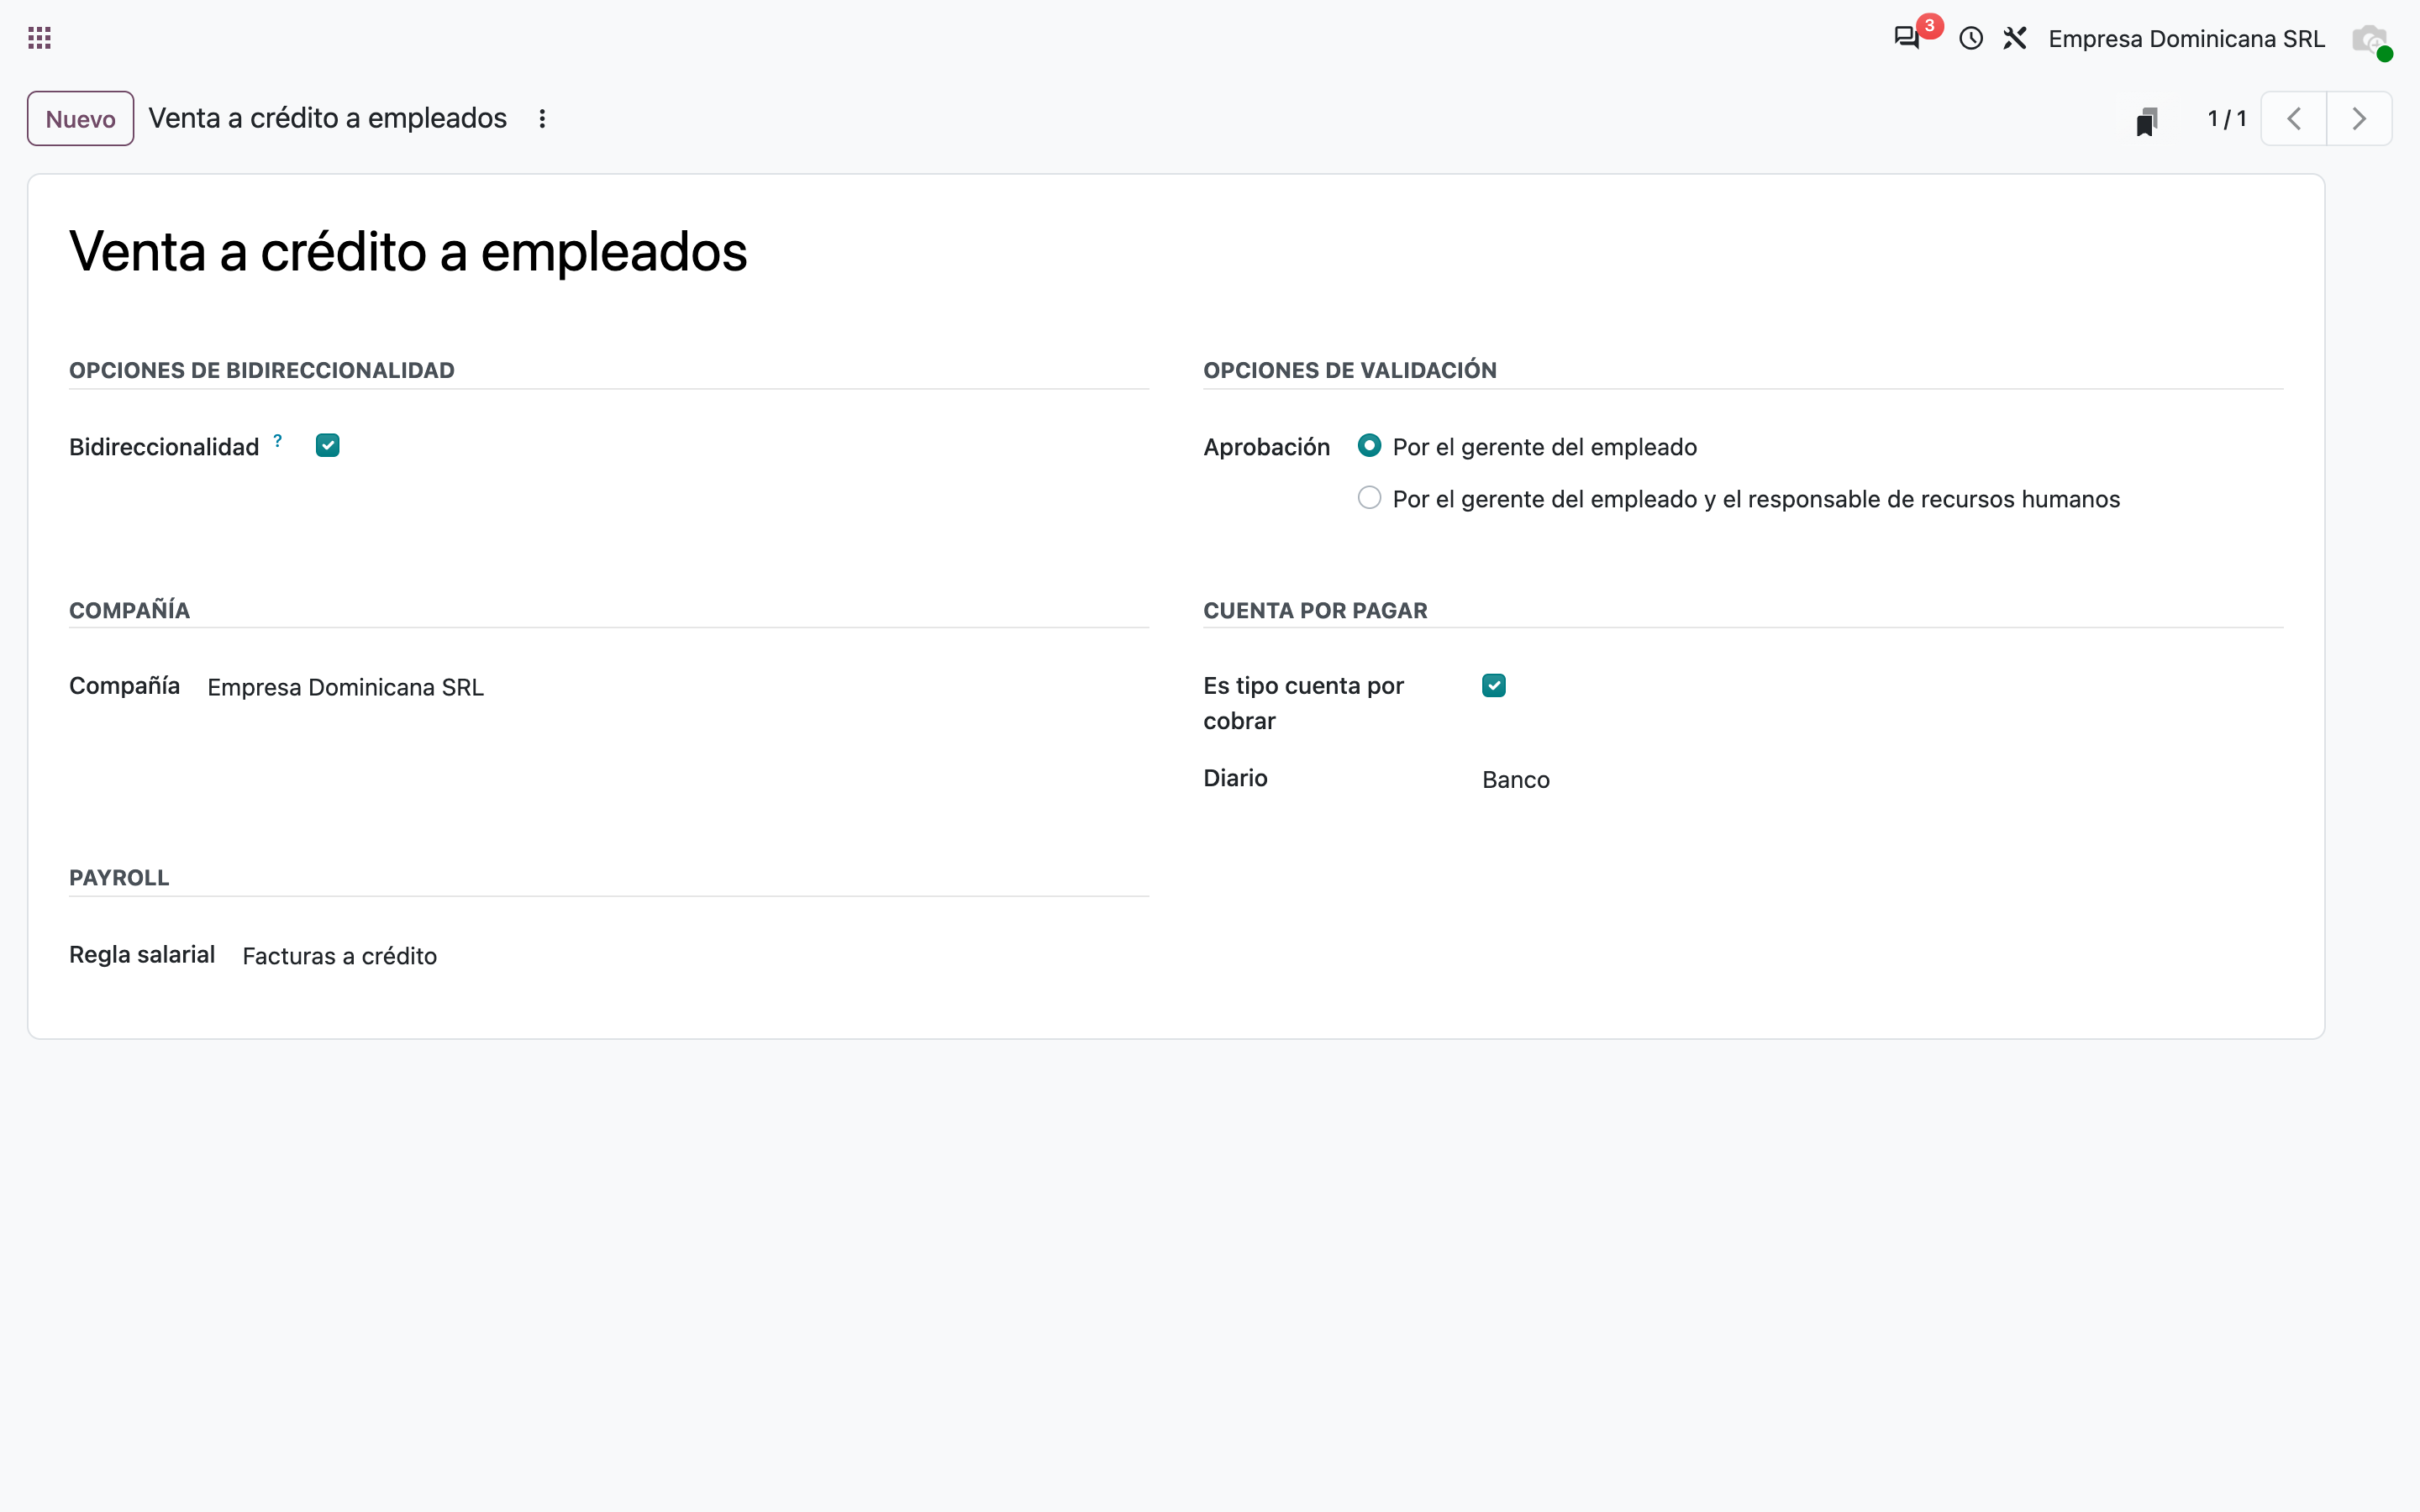 3
Empresa Dominicana SRL
Nuevo
Venta a crédito a empleados
1 / 1
Venta a crédito a empleados
OPCIONES DE BIDIRECCIONALIDAD
Bidireccionalidad ?
OPCIONES DE VALIDACIÓN
Aprobación
Por el gerente del empleado
Por el gerente del empleado y el responsable de recursos humanos
COMPAÑÍA
Compañía
Empresa Dominicana SRL
CUENTA POR PAGAR
Es tipo cuenta por
cobrar
Diario
Banco
PAYROLL
Regla salarial
Facturas a crédito